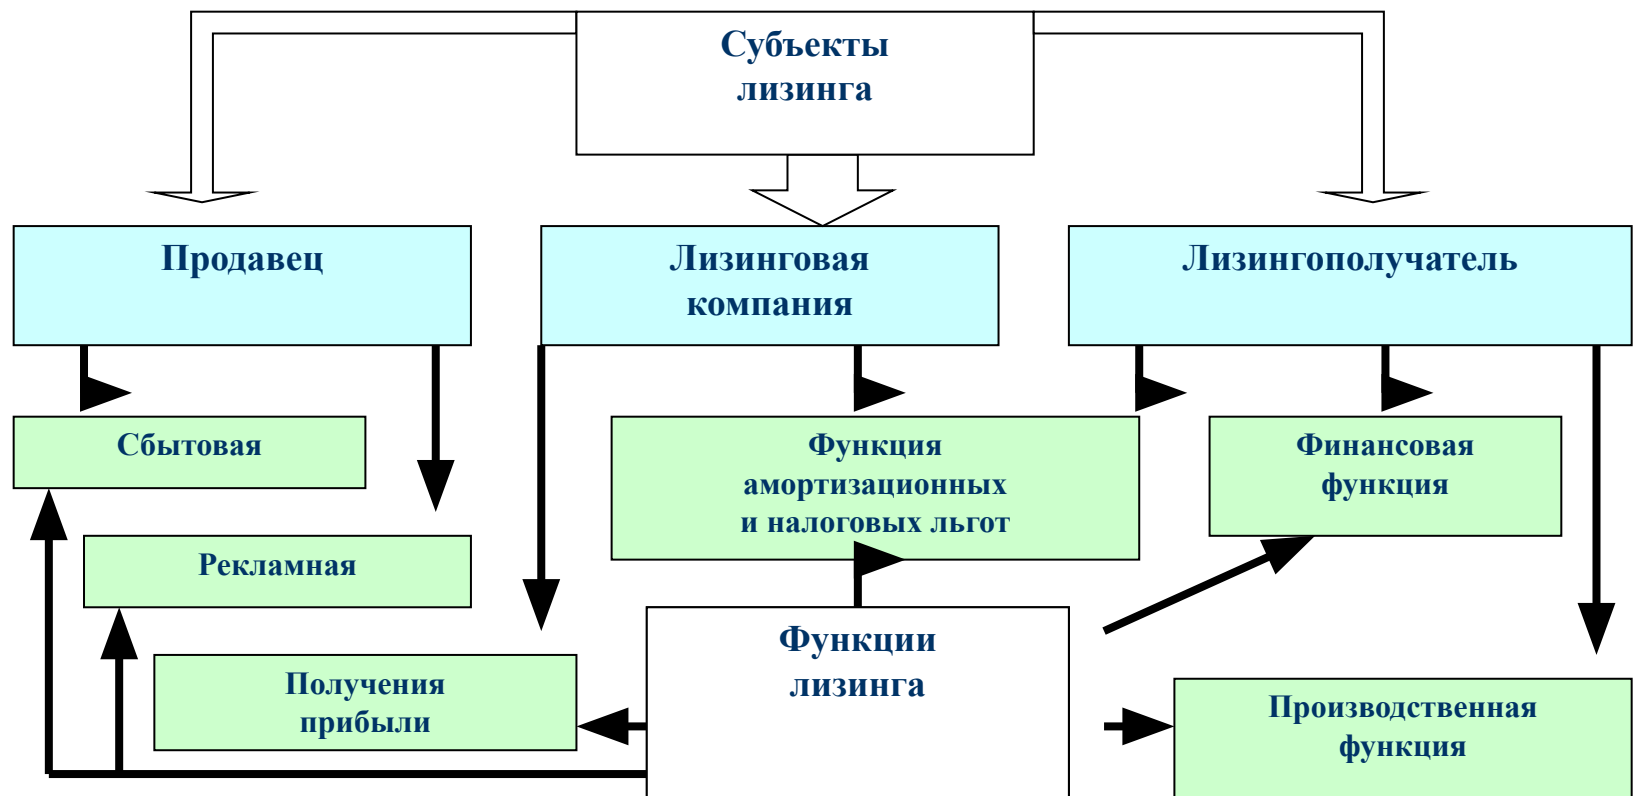 Субъекты
лизинга
Продавец
Лизинговая
компания
Лизингополучатель
Сбытовая
Функция
амортизационных
и налоговых льгот
Финансовая
функция
Рекламная
Функции
лизинга
Получения
прибыли
Производственная
функция